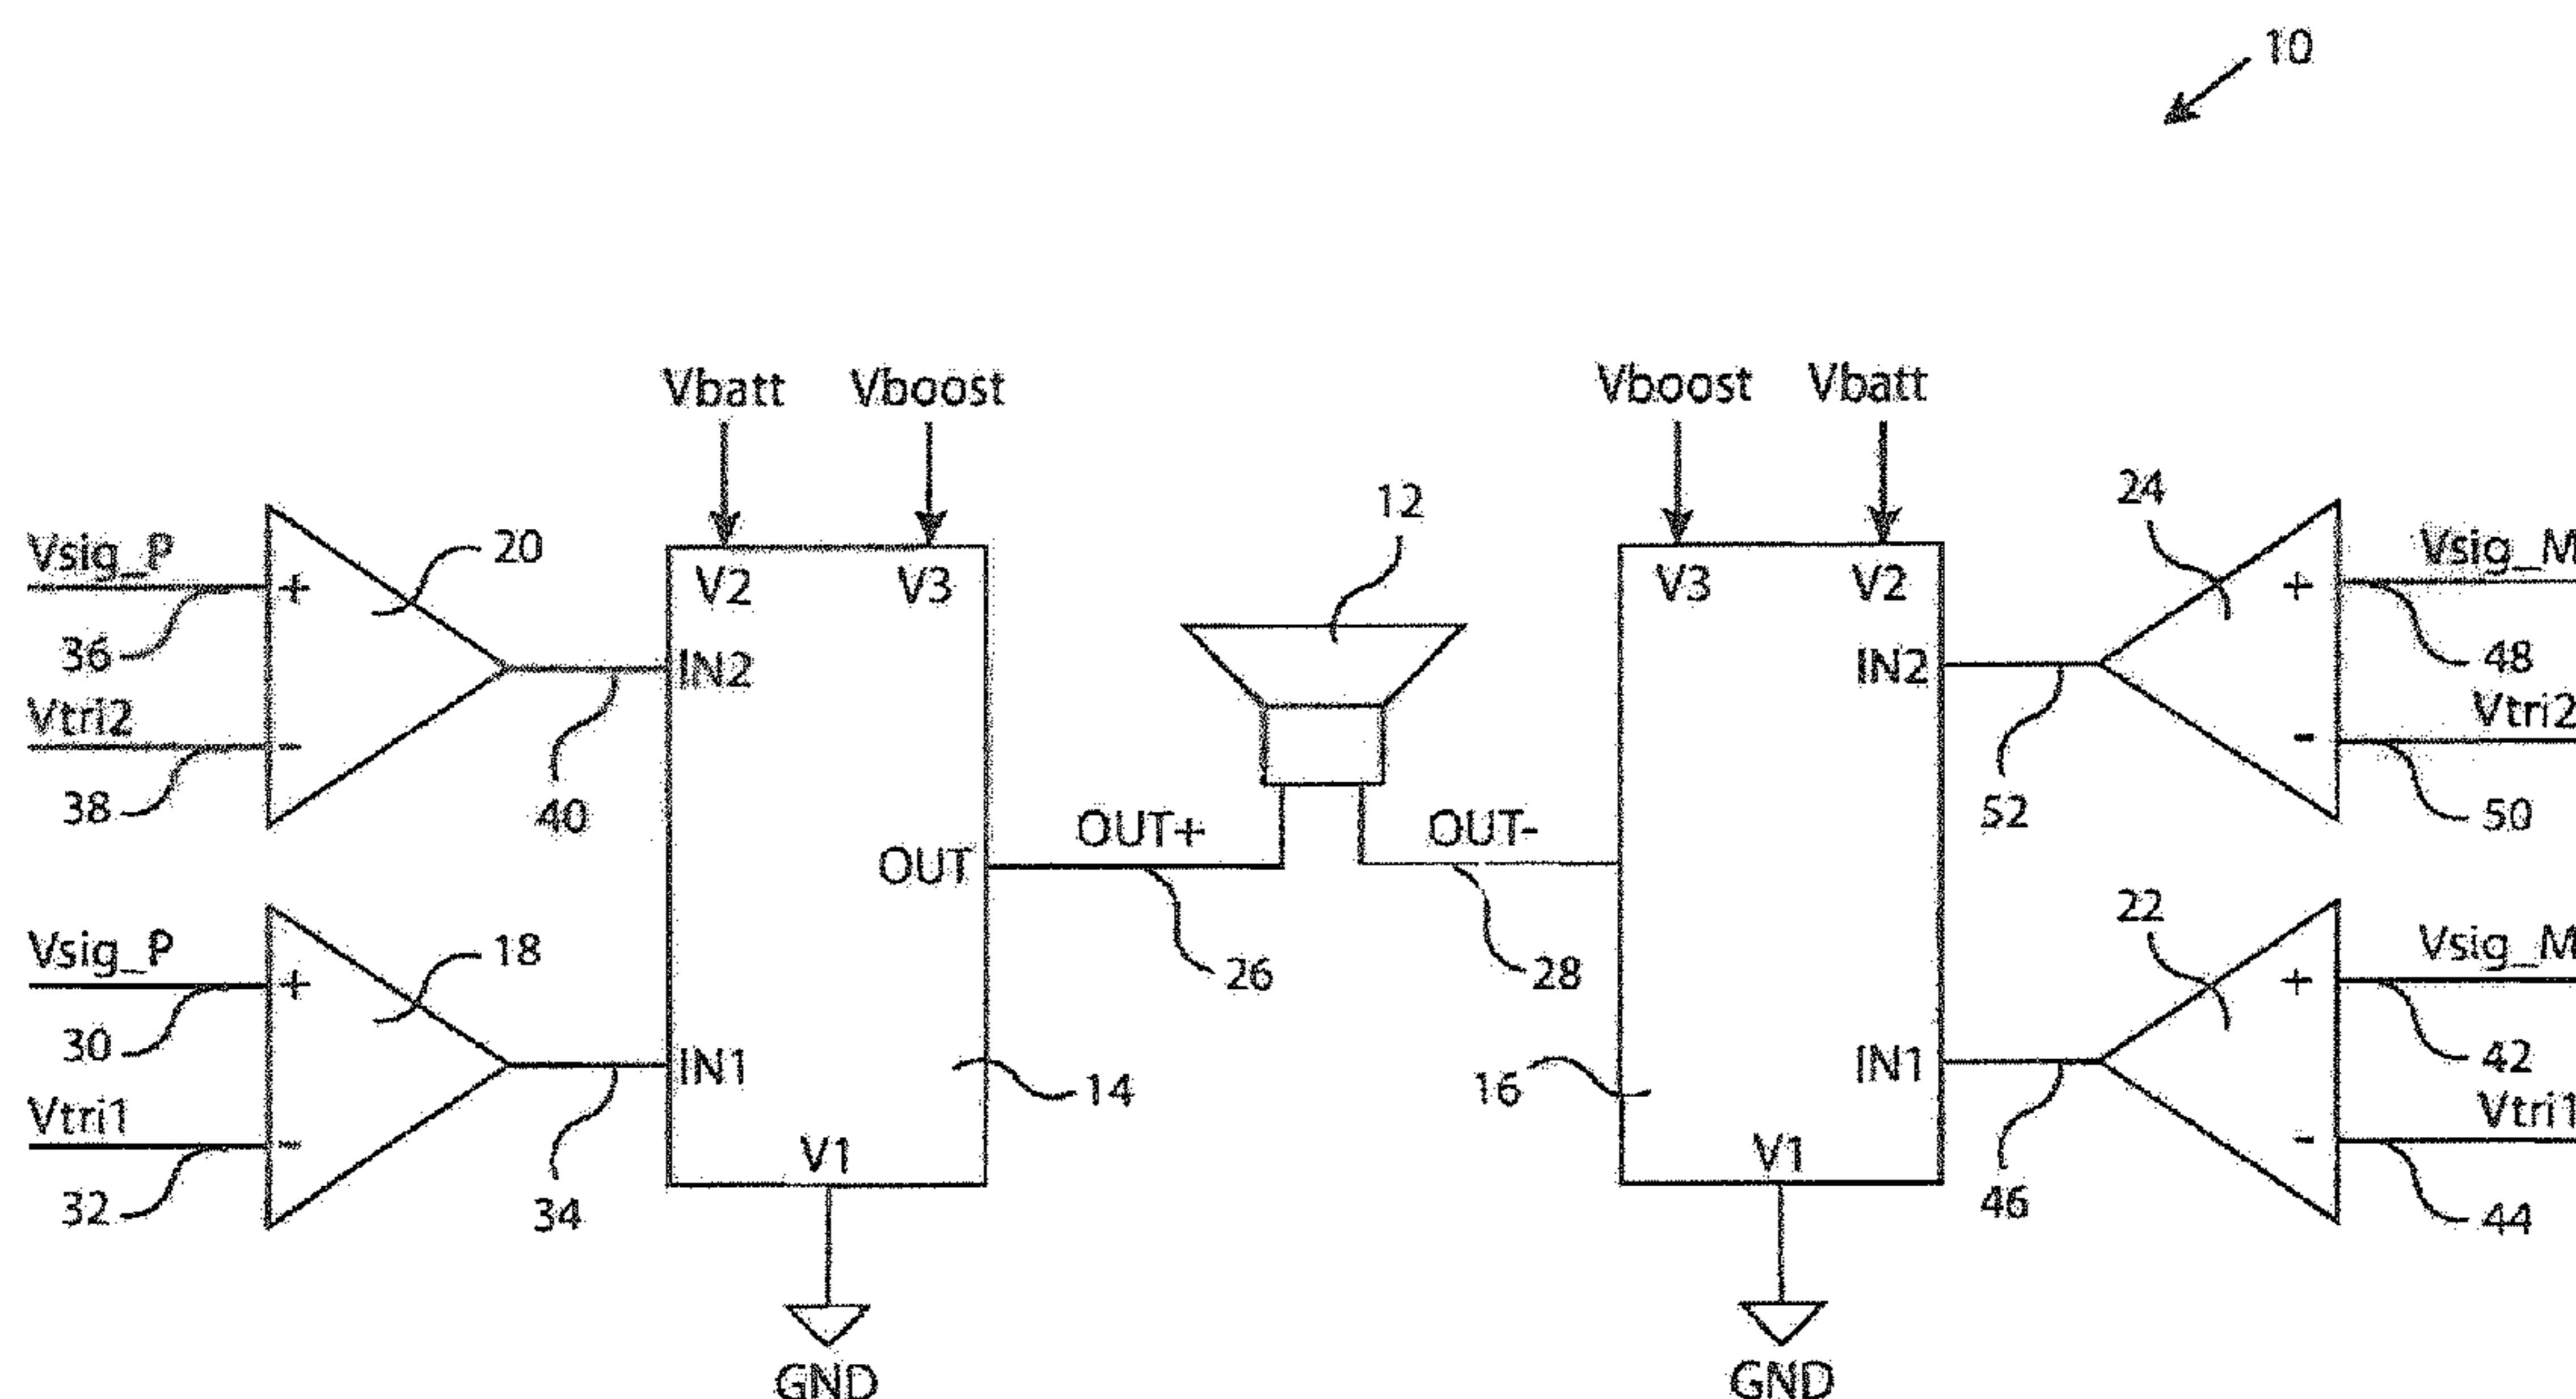 10
Vbatt Vboost Vboost Vbatt
12 24
Vsig_P 20 Vsig_M
+ V2 V3 V3 V2 +
36 IN2 IN2 48
Vtri2 Vtri2
- -
38 40 OUT+ OUT- 52 50
OUT
Vsig_P 18 26 28 22 Vsig_M
+ +
30 IN1 14 16 IN1 42
Vtri1 Vtri1
- V1 V1 -
32 34 46 44
GND GND